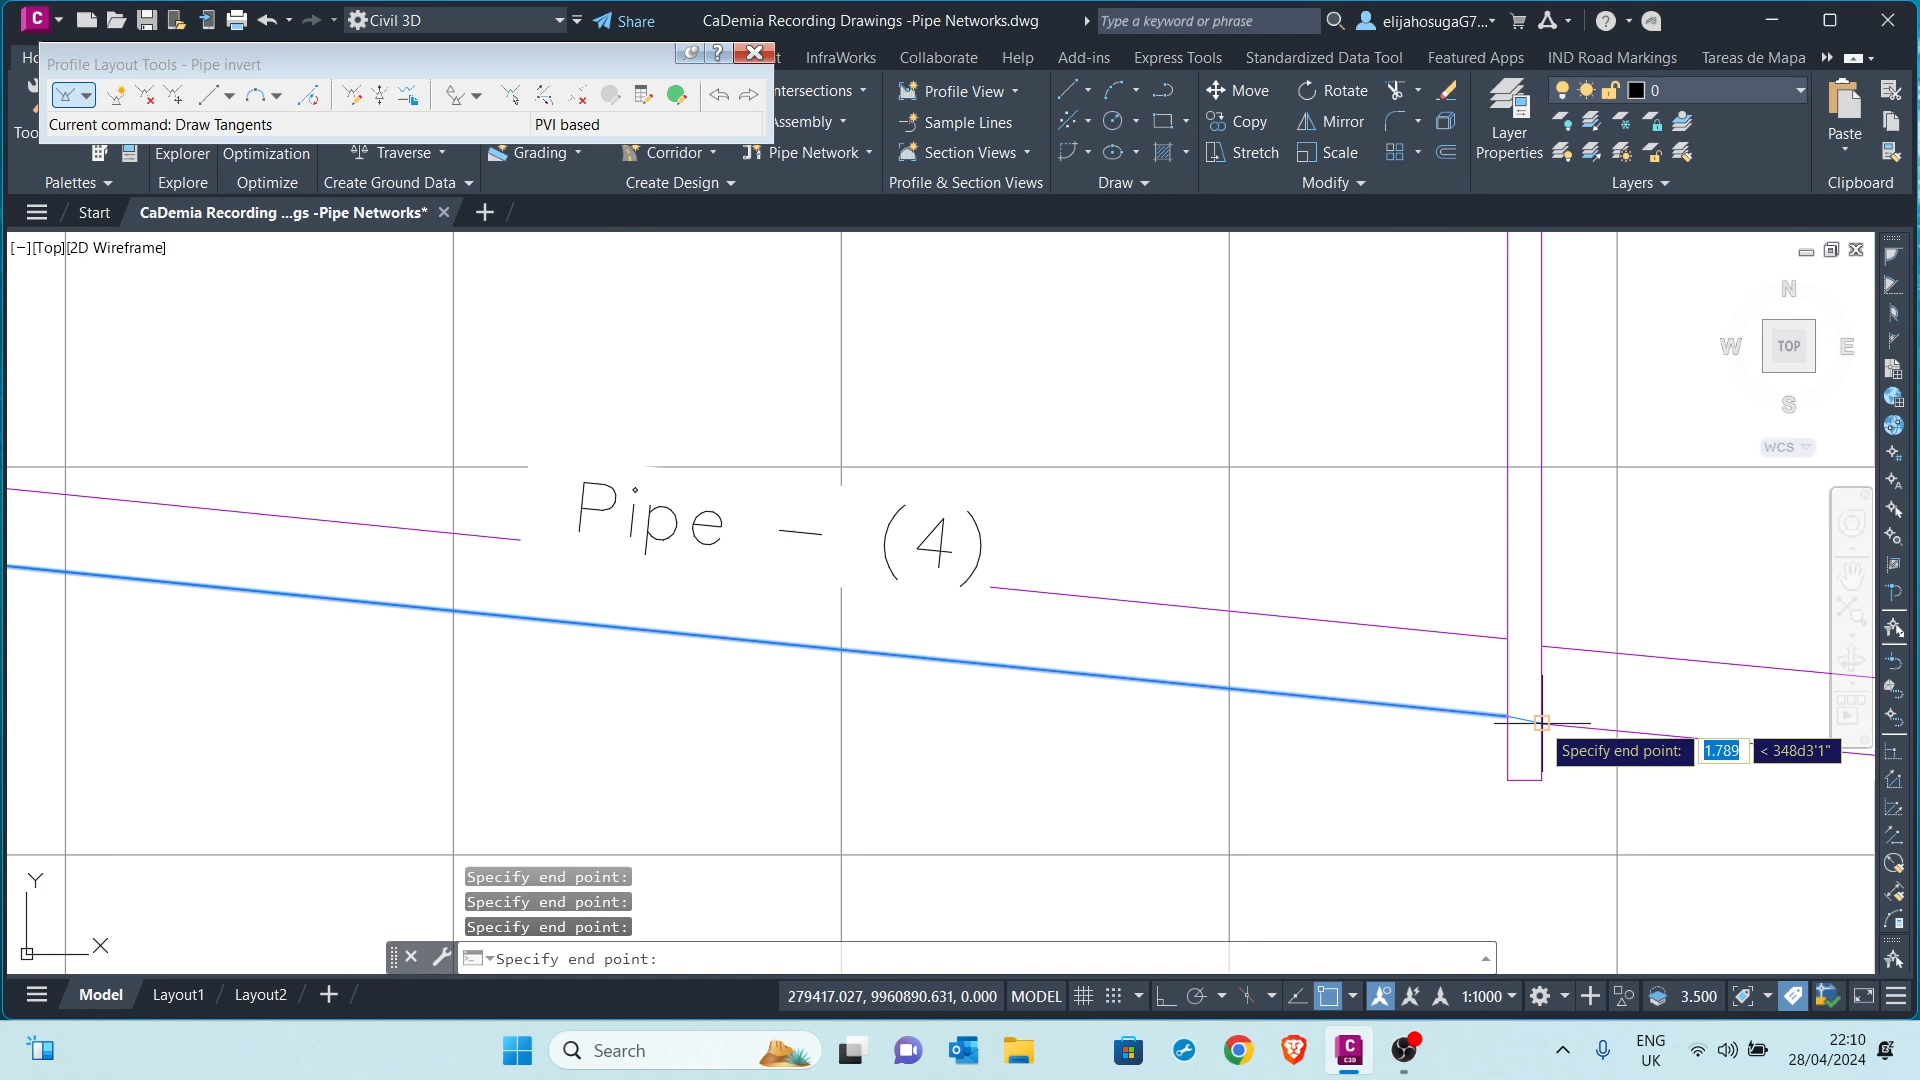 C
Civil 3D
Share
CaDemia Recording Drawings -Pipe Networks.dwg
Type a keyword or phrase
elijahosugaG7...
Profile Layout Tools - Pipe invert
InfraWorks
Collaborate
Help
Add-ins
Express Tools
Standardized Data Tool
Featured Apps
IND Road Markings
Tareas de Mapa
Current command: Draw Tangents
PVI based
Profile View
Sample Lines
Section Views
Move
Rotate
Copy
Mirror
Stretch
Scale
Layer
Properties
0
Paste
Explorer
Optimization
Traverse
Grading
Corridor
Pipe Network
Palettes
Explore
Optimize
Create Ground Data
Create Design
Profile & Section Views
Draw
Modify
Layers
Clipboard
Start
CaDemia Recording ...gs -Pipe Networks*
[−][Top][2D Wireframe]
N
W
TOP
E
S
WCS
Pipe - (4)
Specify end point:
1.789
< 348d3'1"
Y
X
Specify end point:
Specify end point:
Specify end point:
Specify end point:
Model
Layout1
Layout2
279417.027, 9960890.631, 0.000
MODEL
1:1000
3.500
Search
C3D
ENG
UK
22:10
28/04/2024